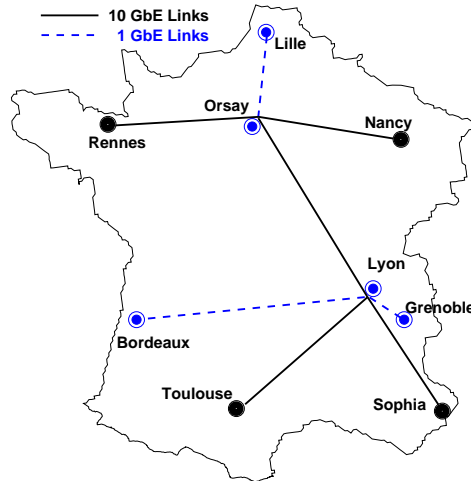 10 GbE Links
1 GbE Links
Lille
Orsay
Nancy
Rennes
Lyon
Grenoble
Bordeaux
Toulouse
Sophia